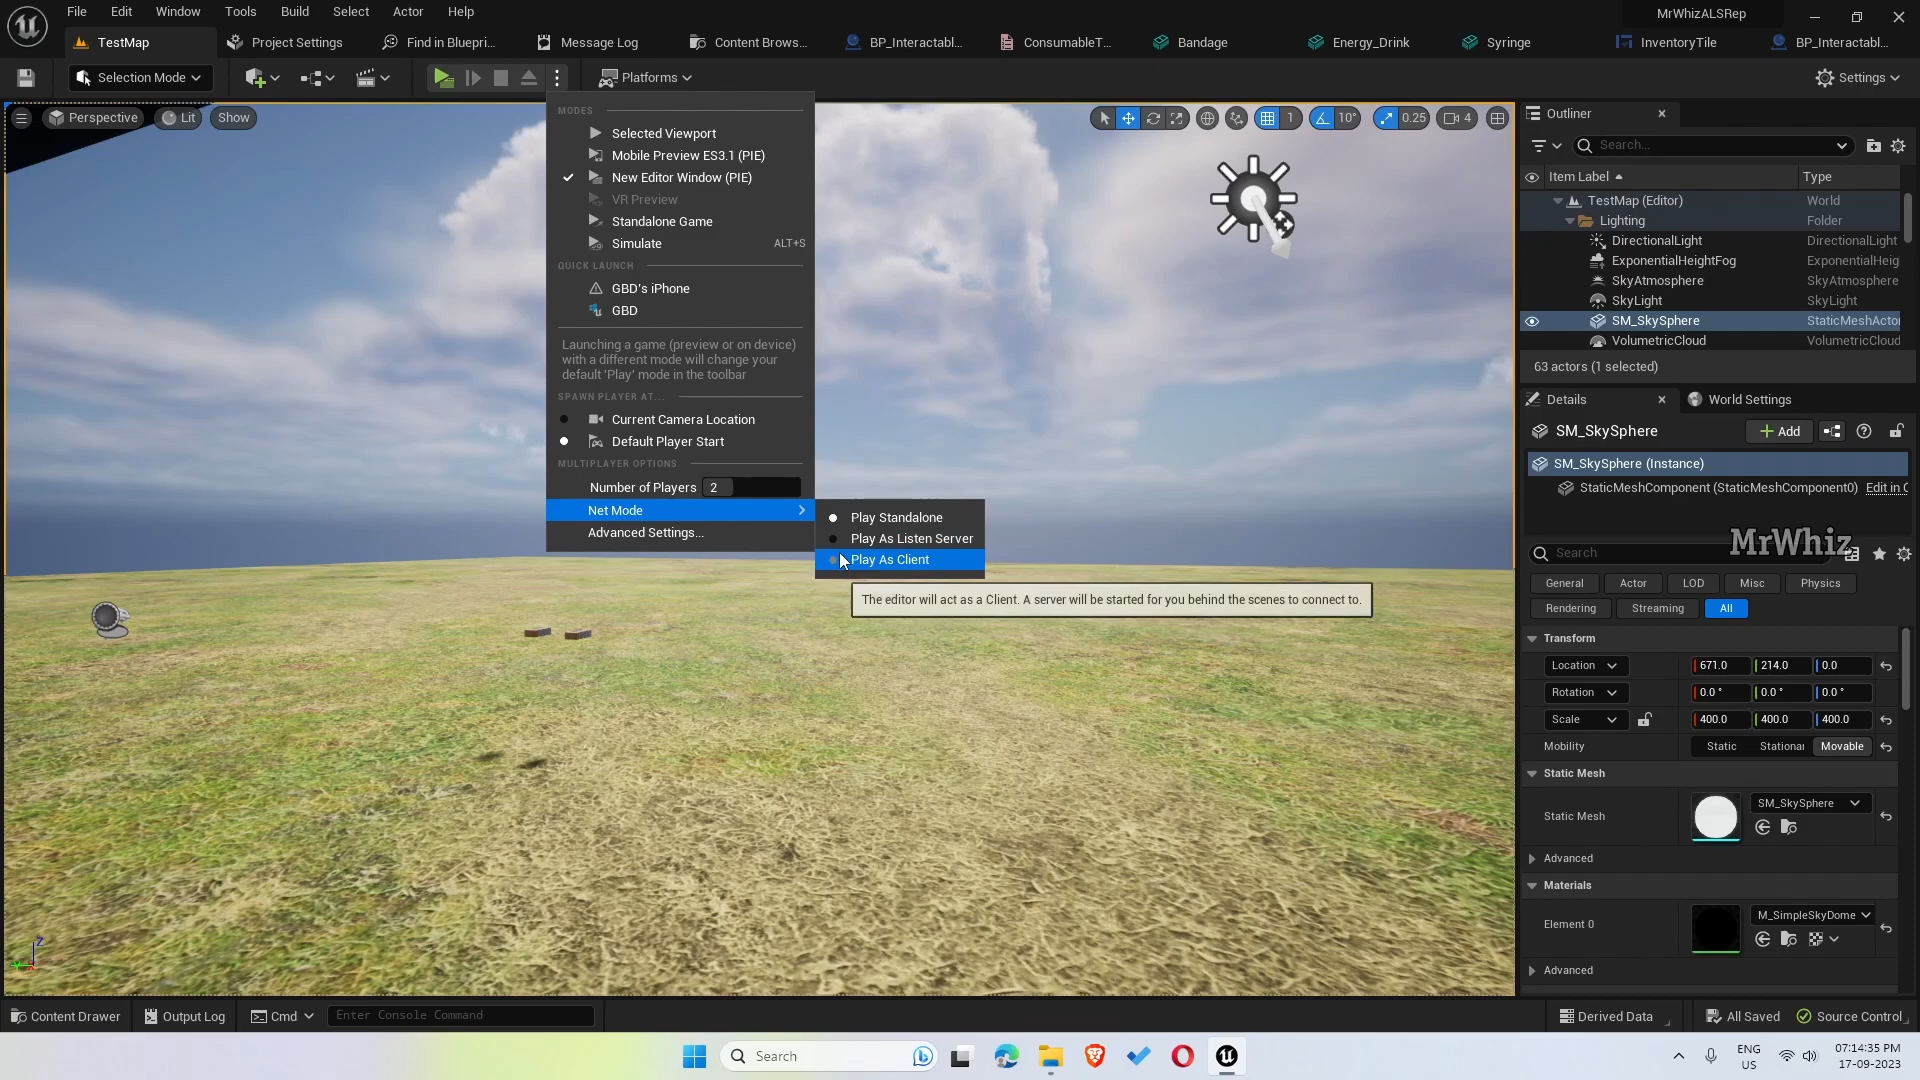 File Edit Window Tools Build Select Actor Help
MrWhizALSRep
TestMap Project Settings Find in Bluepri... Message Log Content Brows... BP_Interactabl... ConsumableT... Bandage Energy_Drink Syringe InventoryTile BP_Interactabl...
Selection Mode Platforms Settings
Perspective Lit Show
1 10° 0.25 4
MODES
Selected Viewport
Mobile Preview ES3.1 (PIE)
New Editor Window (PIE)
VR Preview
Standalone Game
Simulate ALT+S
QUICK LAUNCH
GBD's iPhone
GBD
Launching a game (preview or on device)
with a different mode will change your
default 'Play' mode in the toolbar
SPAWN PLAYER AT...
Current Camera Location
Default Player Start
MULTIPLAYER OPTIONS
Number of Players 2
Net Mode
Advanced Settings...
Play Standalone
Play As Listen Server
Play As Client
The editor will act as a Client. A server will be started for you behind the scenes to connect to.
Outliner
Search...
Item Label Type
TestMap (Editor) World
Lighting Folder
DirectionalLight DirectionalLight
ExponentialHeightFog ExponentialHeig
SkyAtmosphere SkyAtmosphere
SkyLight SkyLight
SM_SkySphere StaticMeshActo
VolumetricCloud VolumetricCloud
63 actors (1 selected)
Details World Settings
SM_SkySphere Add
SM_SkySphere (Instance)
StaticMeshComponent (StaticMeshComponent0) Edit in C
MrWhiz
Search
General Actor LOD Misc Physics
Rendering Streaming All
Transform
Location 671.0 214.0 0.0
Rotation 0.0 ° 0.0 ° 0.0 °
Scale 400.0 400.0 400.0
Mobility Static Stationar Movable
Static Mesh
Static Mesh SM_SkySphere
Advanced
Materials
Element 0 M_SimpleSkyDome
Advanced
Content Drawer Output Log Cmd Enter Console Command Derived Data All Saved Source Control
Search
ENG
US
07:14:35 PM
17-09-2023